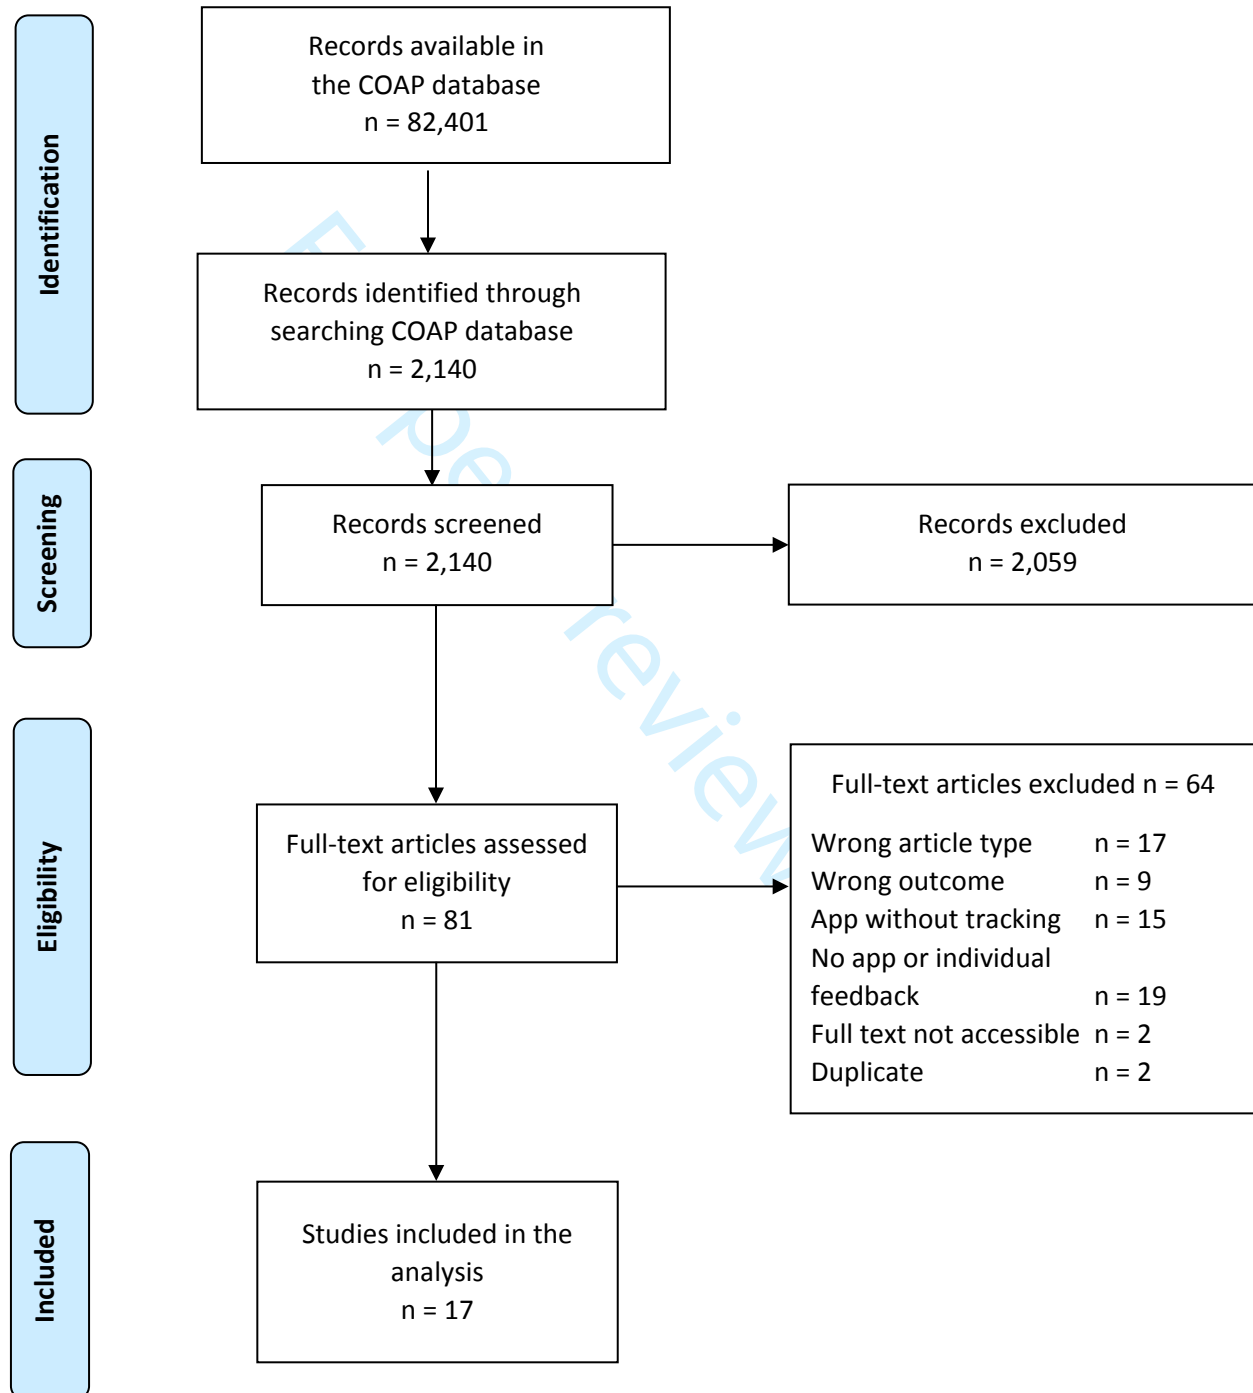 Identification
Records available in
the COAP database
n = 82,401
Records identified through
searching COAP database
n = 2,140
Screening
Records screened
n = 2,140
Records excluded
n = 2,059
Eligibility
Full-text articles assessed
for eligibility
n = 81
Full-text articles excluded n = 64
Wrong article type n = 17
Wrong outcome n = 9
App without tracking n = 15
No app or individual
feedback n = 19
Full text not accessible n = 2
Duplicate n = 2
Included
Studies included in the
analysis
n = 17
review